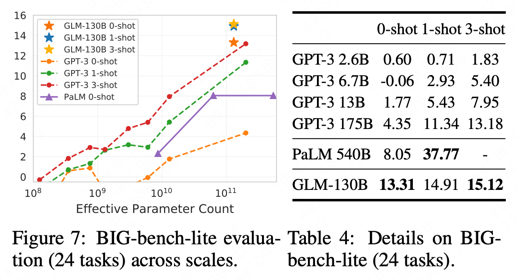 16
14
12
10
8
6
4
2
0
GLM-130B 0-shot
GLM-130B 1-shot
GLM-130B 3-shot
GPT-3 0-shot
GPT-3 1-shot
GPT-3 3-shot
PaLM 0-shot
10^8 10^9 10^10 10^11
Effective Parameter Count
Figure 7: BIG-bench-lite evalua-
tion (24 tasks) across scales.
0-shot 1-shot 3-shot
GPT-3 2.6B 0.60 0.71 1.83
GPT-3 6.7B -0.06 2.93 5.40
GPT-3 13B 1.77 5.43 7.95
GPT-3 175B 4.35 11.34 13.18
PaLM 540B 8.05 37.77 -
GLM-130B 13.31 14.91 15.12
Table 4: Details on BIG-
bench-lite (24 tasks).